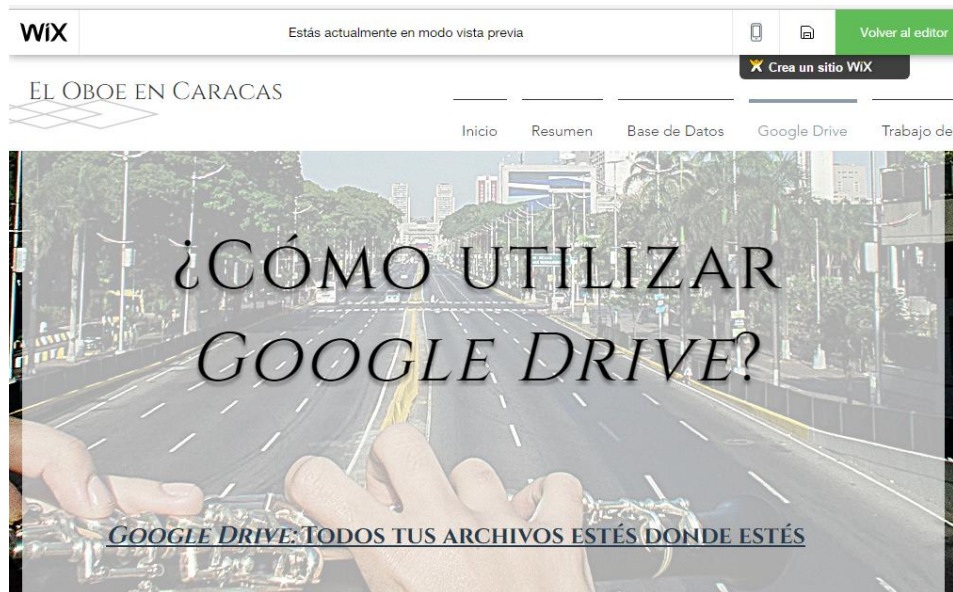 WiX
Estás actualmente en modo vista previa
Volver al editor
Crea un sitio WiX
EL OBOE EN CARACAS
Inicio Resumen Base de Datos Google Drive Trabajo de
¿CÓMO UTILIZAR
GOOGLE DRIVE?
GOOGLE DRIVE: TODOS TUS ARCHIVOS ESTÉS DONDE ESTÉS